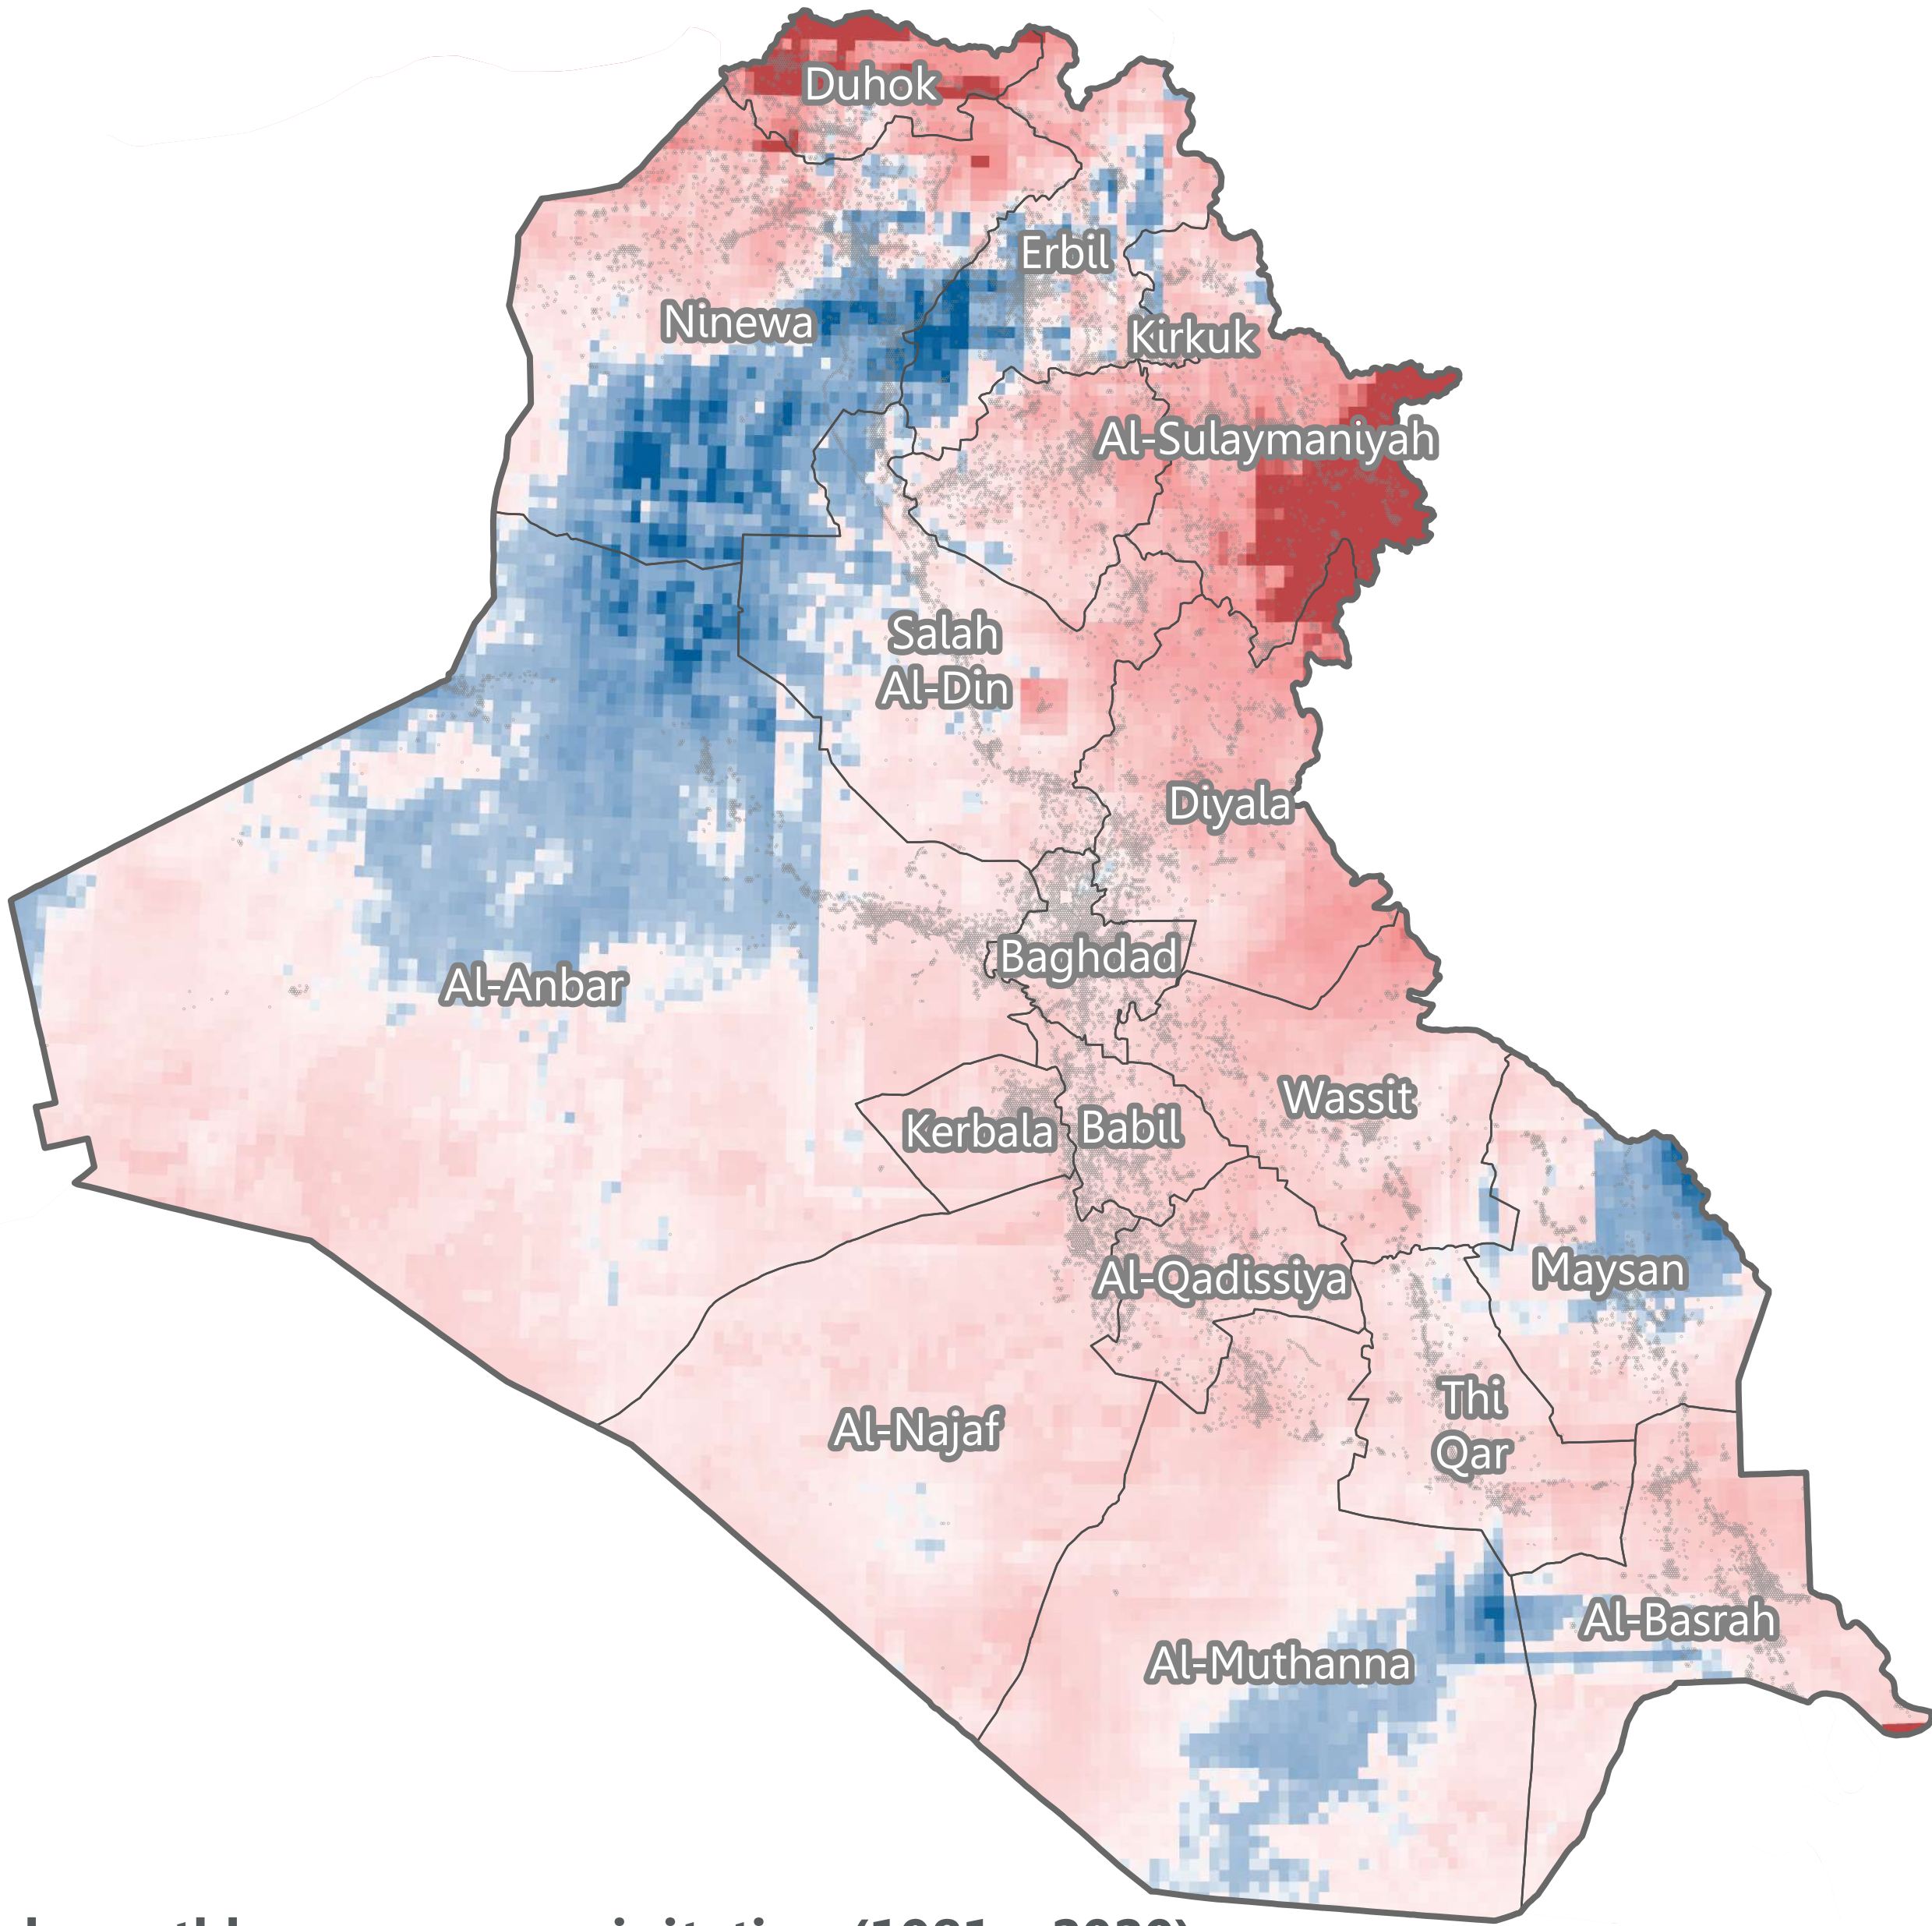 Duhok
Erbil
Ninewa
Kirkuk
Al-Sulaymaniyah
Salah
Al-Din
Diyala
Baghdad
Al-Anbar
Wassit
Kerbala
Babil
Maysan
Al-Qadissiya
Thi
Qar
Al-Najaf
Al-Basrah
Al-Muthanna